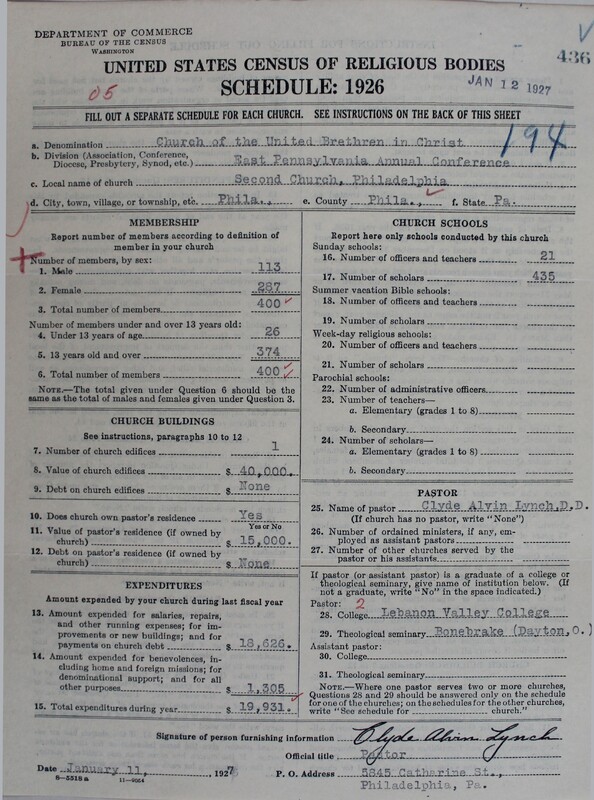 DEPARTMENT OF COMMERCE
BUREAU OF THE CENSUS
WASHINGTON
436
UNITED STATES CENSUS OF RELIGIOUS BODIES
SCHEDULE: 1926
JAN 12 1927
05
FILL OUT A SEPARATE SCHEDULE FOR EACH CHURCH. SEE INSTRUCTIONS ON THE BACK OF THIS SHEET
194
a. Denomination Church of the United Brethren in Christ
b. Division (Association, Conference,
Diocese, Presbytery, Synod, etc.) East Pennsylvania Annual Conference
c. Local name of church Second Church, Philadelphia
d. City, town, village, or township, etc. Phila., e. County Phila., f. State Pa.
MEMBERSHIP
Report number of members according to definition of
member in your church
Number of members, by sex:
1. Male 113
2. Female 287
3. Total number of members 400
Number of members under and over 13 years old:
4. Under 13 years of age 26
5. 13 years old and over 374
6. Total number of members 400
NOTE.—The total given under Question 6 should be the
same as the total of males and females given under Question 3.
CHURCH BUILDINGS
See instructions, paragraphs 10 to 12
7. Number of church edifices 1
8. Value of church edifices $ 40,000.
9. Debt on church edifices $ None
10. Does church own pastor's residence Yes
Yes or No
11. Value of pastor's residence (if owned by
church) $ 15,000.
12. Debt on pastor's residence (if owned by
church) $ None
EXPENDITURES
Amount expended by your church during last fiscal year
13. Amount expended for salaries, repairs,
and other running expenses; for im-
provements or new buildings; and for
payments on church debt $ 18,626.
14. Amount expended for benevolences, in-
cluding home and foreign missions; for
denominational support; and for all
other purposes $ 1,305
15. Total expenditures during year $ 19,931.
CHURCH SCHOOLS
Report here only schools conducted by this church
Sunday schools:
16. Number of officers and teachers 21
17. Number of scholars 435
Summer vacation Bible schools:
18. Number of officers and teachers
19. Number of scholars
Week-day religious schools:
20. Number of officers and teachers
21. Number of scholars
Parochial schools:
22. Number of administrative officers
23. Number of teachers—
a. Elementary (grades 1 to 8)
b. Secondary
24. Number of scholars—
a. Elementary (grades 1 to 8)
b. Secondary
PASTOR
25. Name of pastor Clyde Alvin Lynch,D.D.
(If church has no pastor, write "None")
26. Number of ordained ministers, if any, em-
ployed as assistant pastors
27. Number of other churches served by the
pastor or his assistants
If pastor (or assistant pastor) is a graduate of a college or
theological seminary, give name of institution below. (If
not a graduate, write "No" in the space indicated.)
Pastor: 2
28. College Lebanon Valley College
29. Theological seminary Bonebrake (Dayton,O.)
Assistant pastor:
30. College
31. Theological seminary
NOTE.—Where one pastor serves two or more churches,
Questions 28 and 29 should be answered only on the schedule
for one of the churches; on the schedules for the other churches,
write "See schedule for church."
Signature of person furnishing information Clyde Alvin Lynch
Official title Pastor
Date January 11, 1927 P. O. Address 5845 Catharine St.,
Philadelphia, Pa.